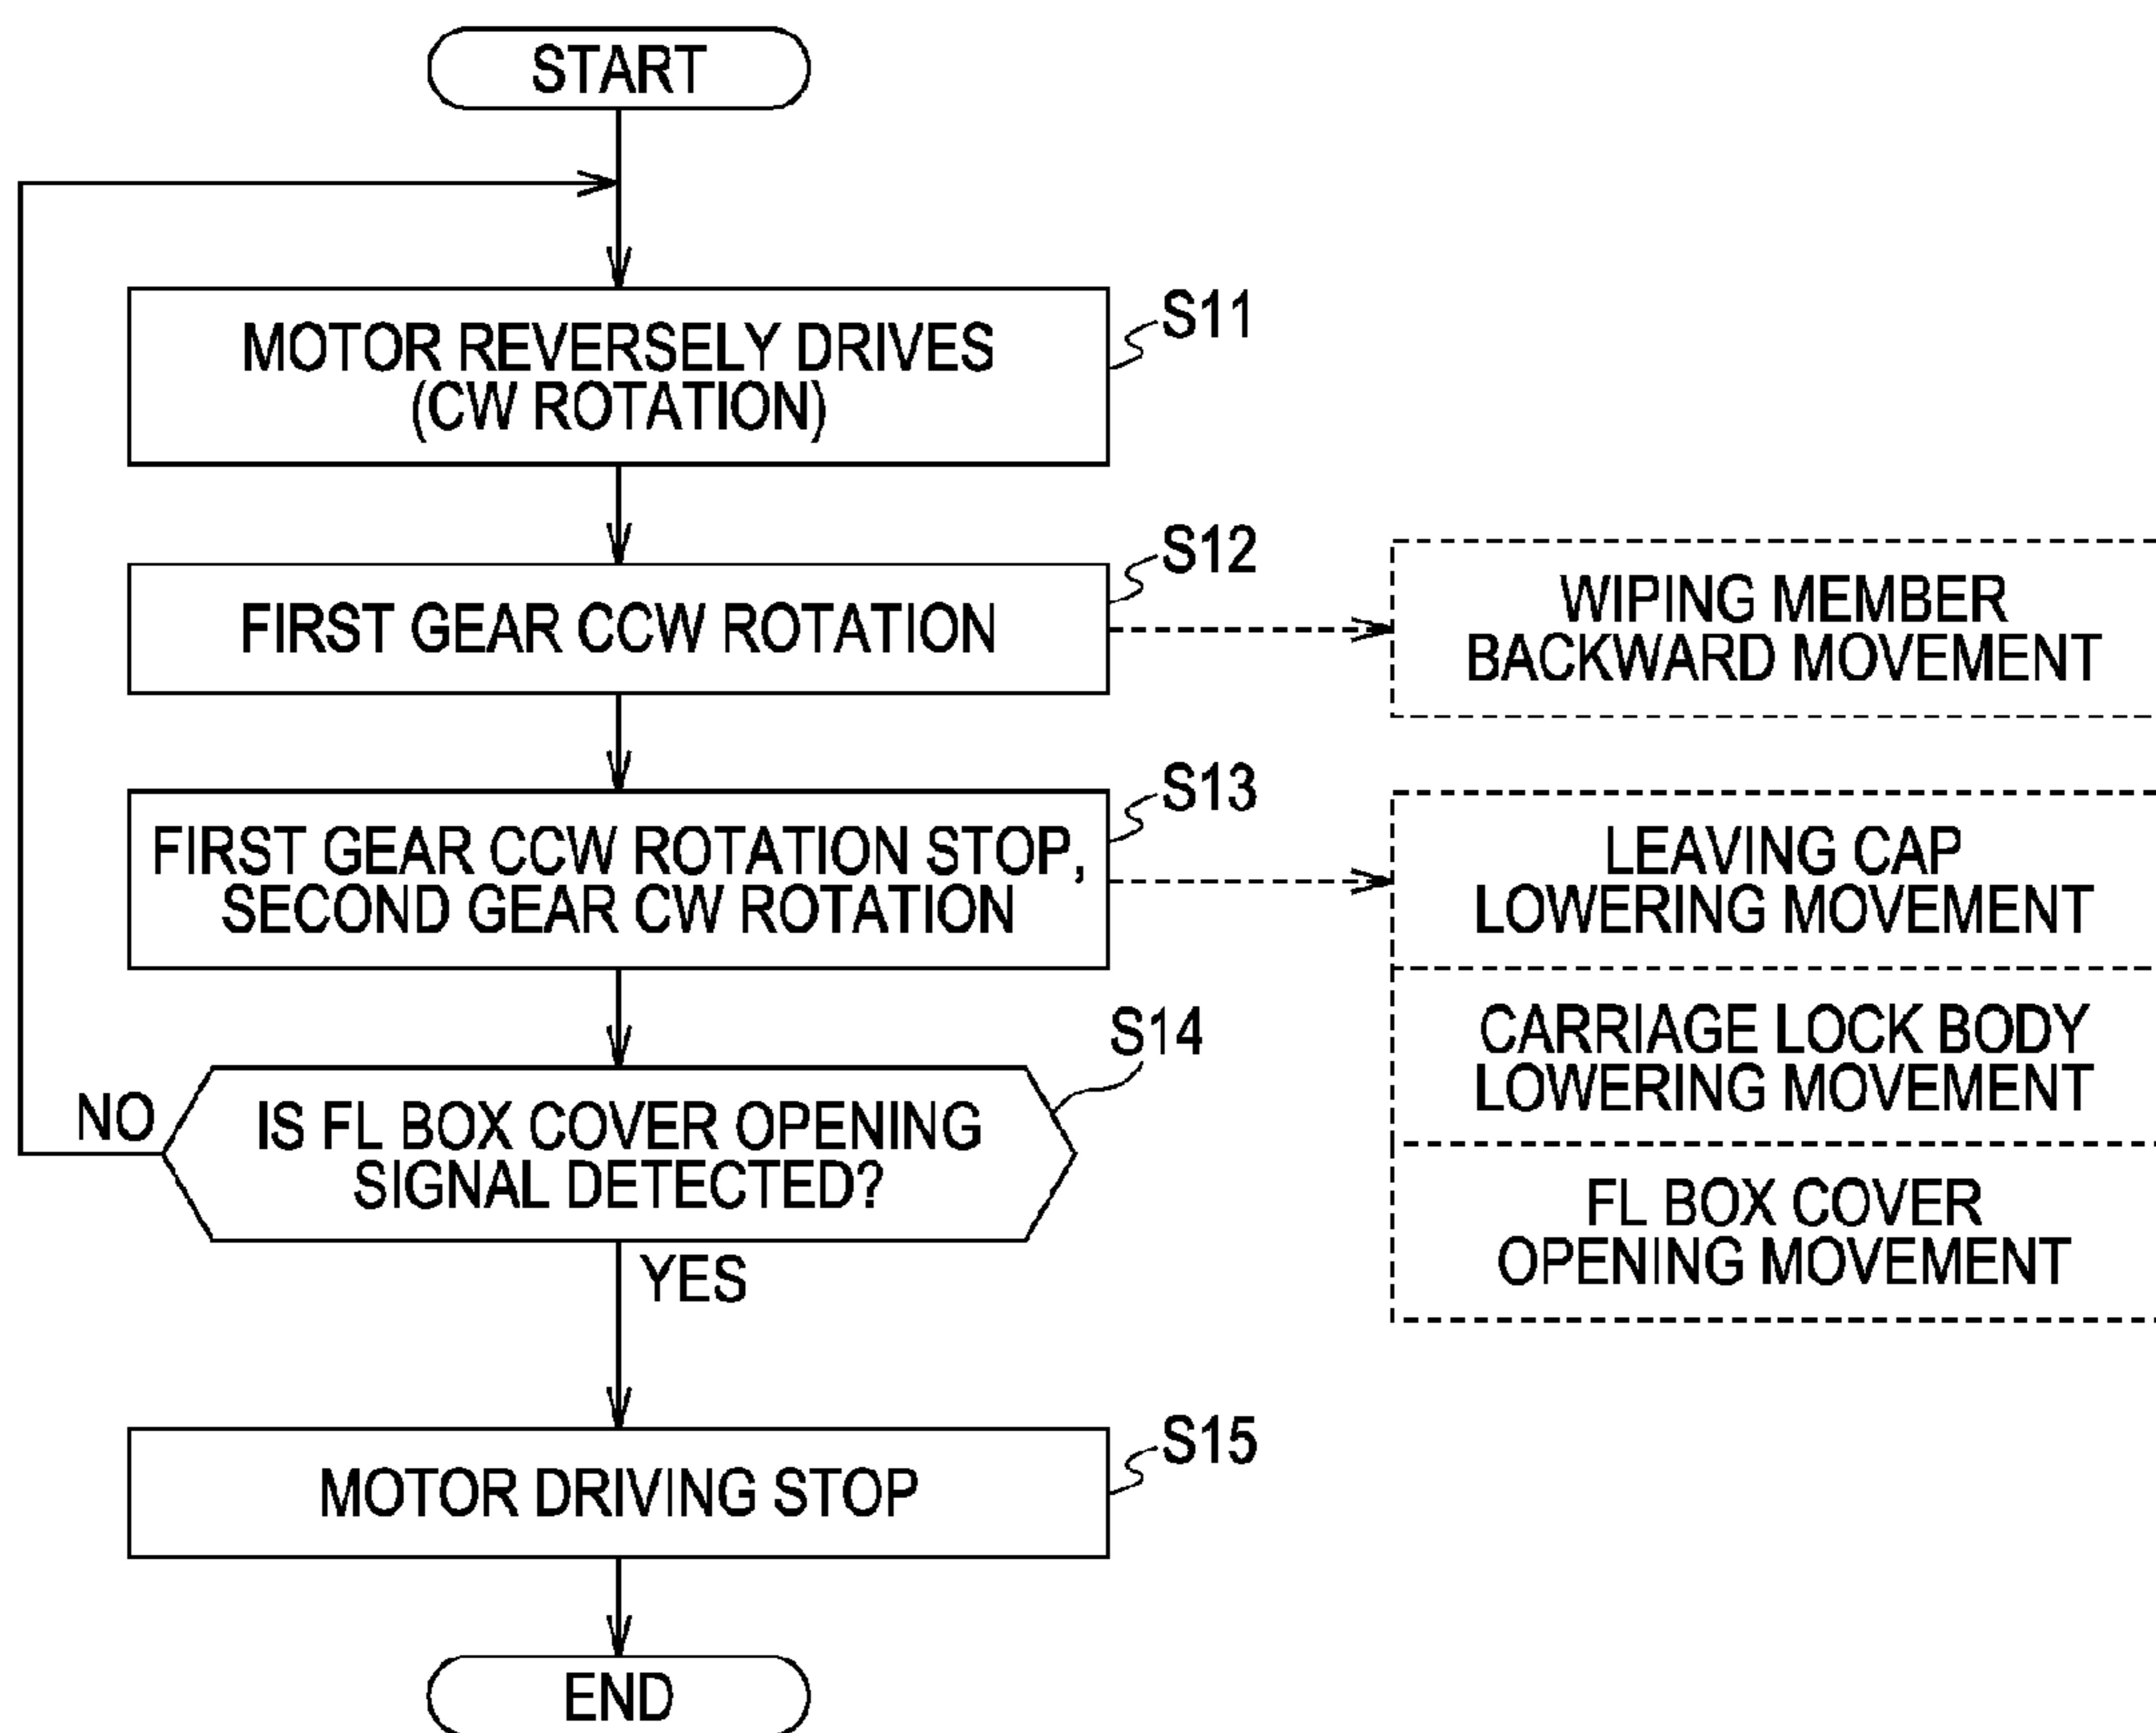 START
MOTOR REVERSELY DRIVES
(CW ROTATION)
S11
FIRST GEAR CCW ROTATION
S12
WIPING MEMBER
BACKWARD MOVEMENT
FIRST GEAR CCW ROTATION STOP,
SECOND GEAR CW ROTATION
S13
LEAVING CAP
LOWERING MOVEMENT
CARRIAGE LOCK BODY
LOWERING MOVEMENT
FL BOX COVER
OPENING MOVEMENT
S14
NO
IS FL BOX COVER OPENING
SIGNAL DETECTED?
YES
MOTOR DRIVING STOP
S15
END